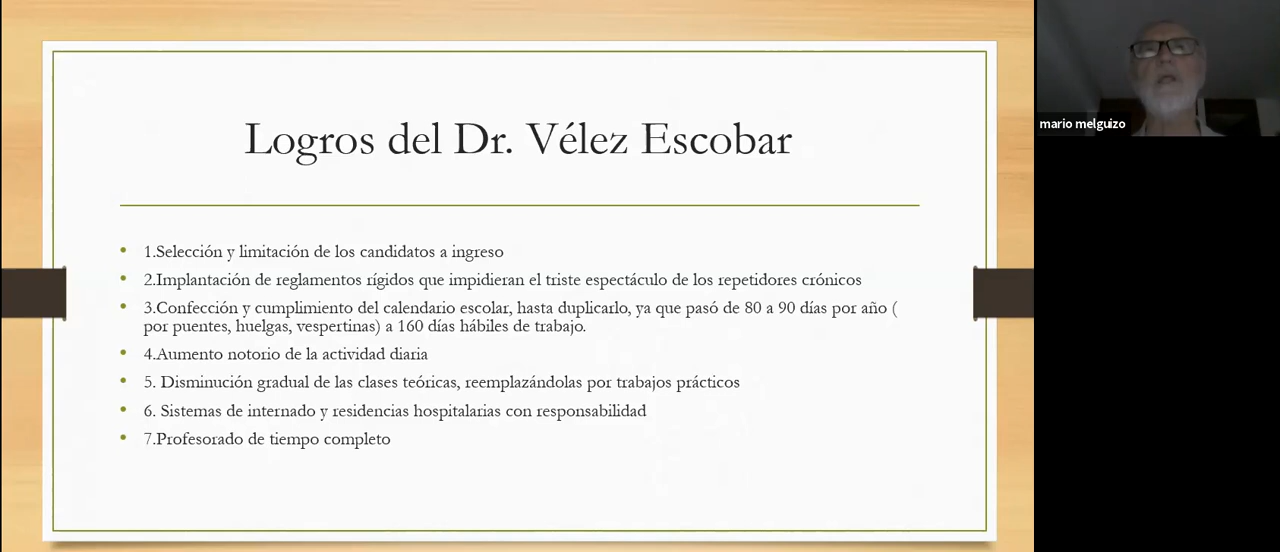 Logros del Dr. Vélez Escobar
• 1.Selección y limitación de los candidatos a ingreso
• 2.Implantación de reglamentos rígidos que impidieran el triste espectáculo de los repetidores crónicos
• 3.Confección y cumplimiento del calendario escolar, hasta duplicarlo, ya que pasó de 80 a 90 días por año (
por puentes, huelgas, vespertinas) a 160 días hábiles de trabajo.
• 4.Aumento notorio de la actividad diaria
• 5. Disminución gradual de las clases teóricas, reemplazándolas por trabajos prácticos
• 6. Sistemas de internado y residencias hospitalarias con responsabilidad
• 7.Profesorado de tiempo completo
mario melguizo